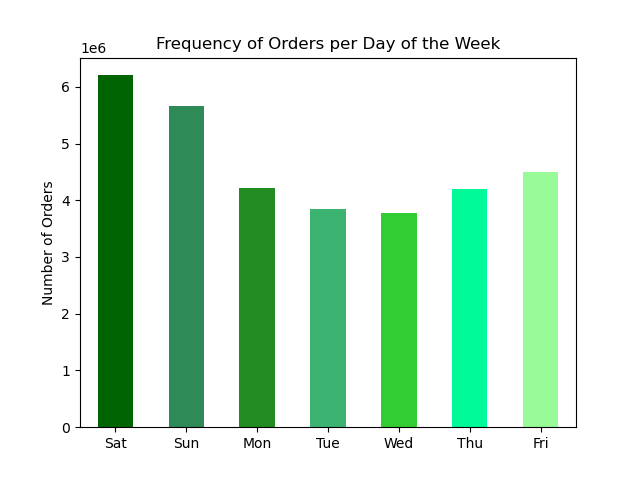 Frequency of Orders per Day of the Week
1e6
6
5
4
3
2
1
0
Number of Orders
Sat Sun Mon Tue Wed Thu Fri